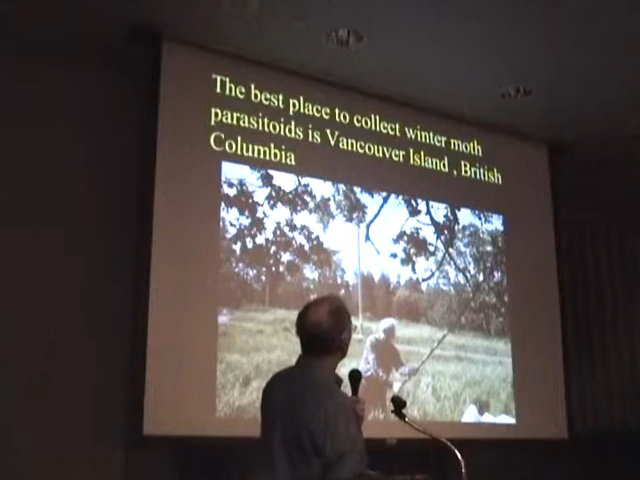 The best place to collect winter moth
parasitoids is Vancouver Island , British
Columbia